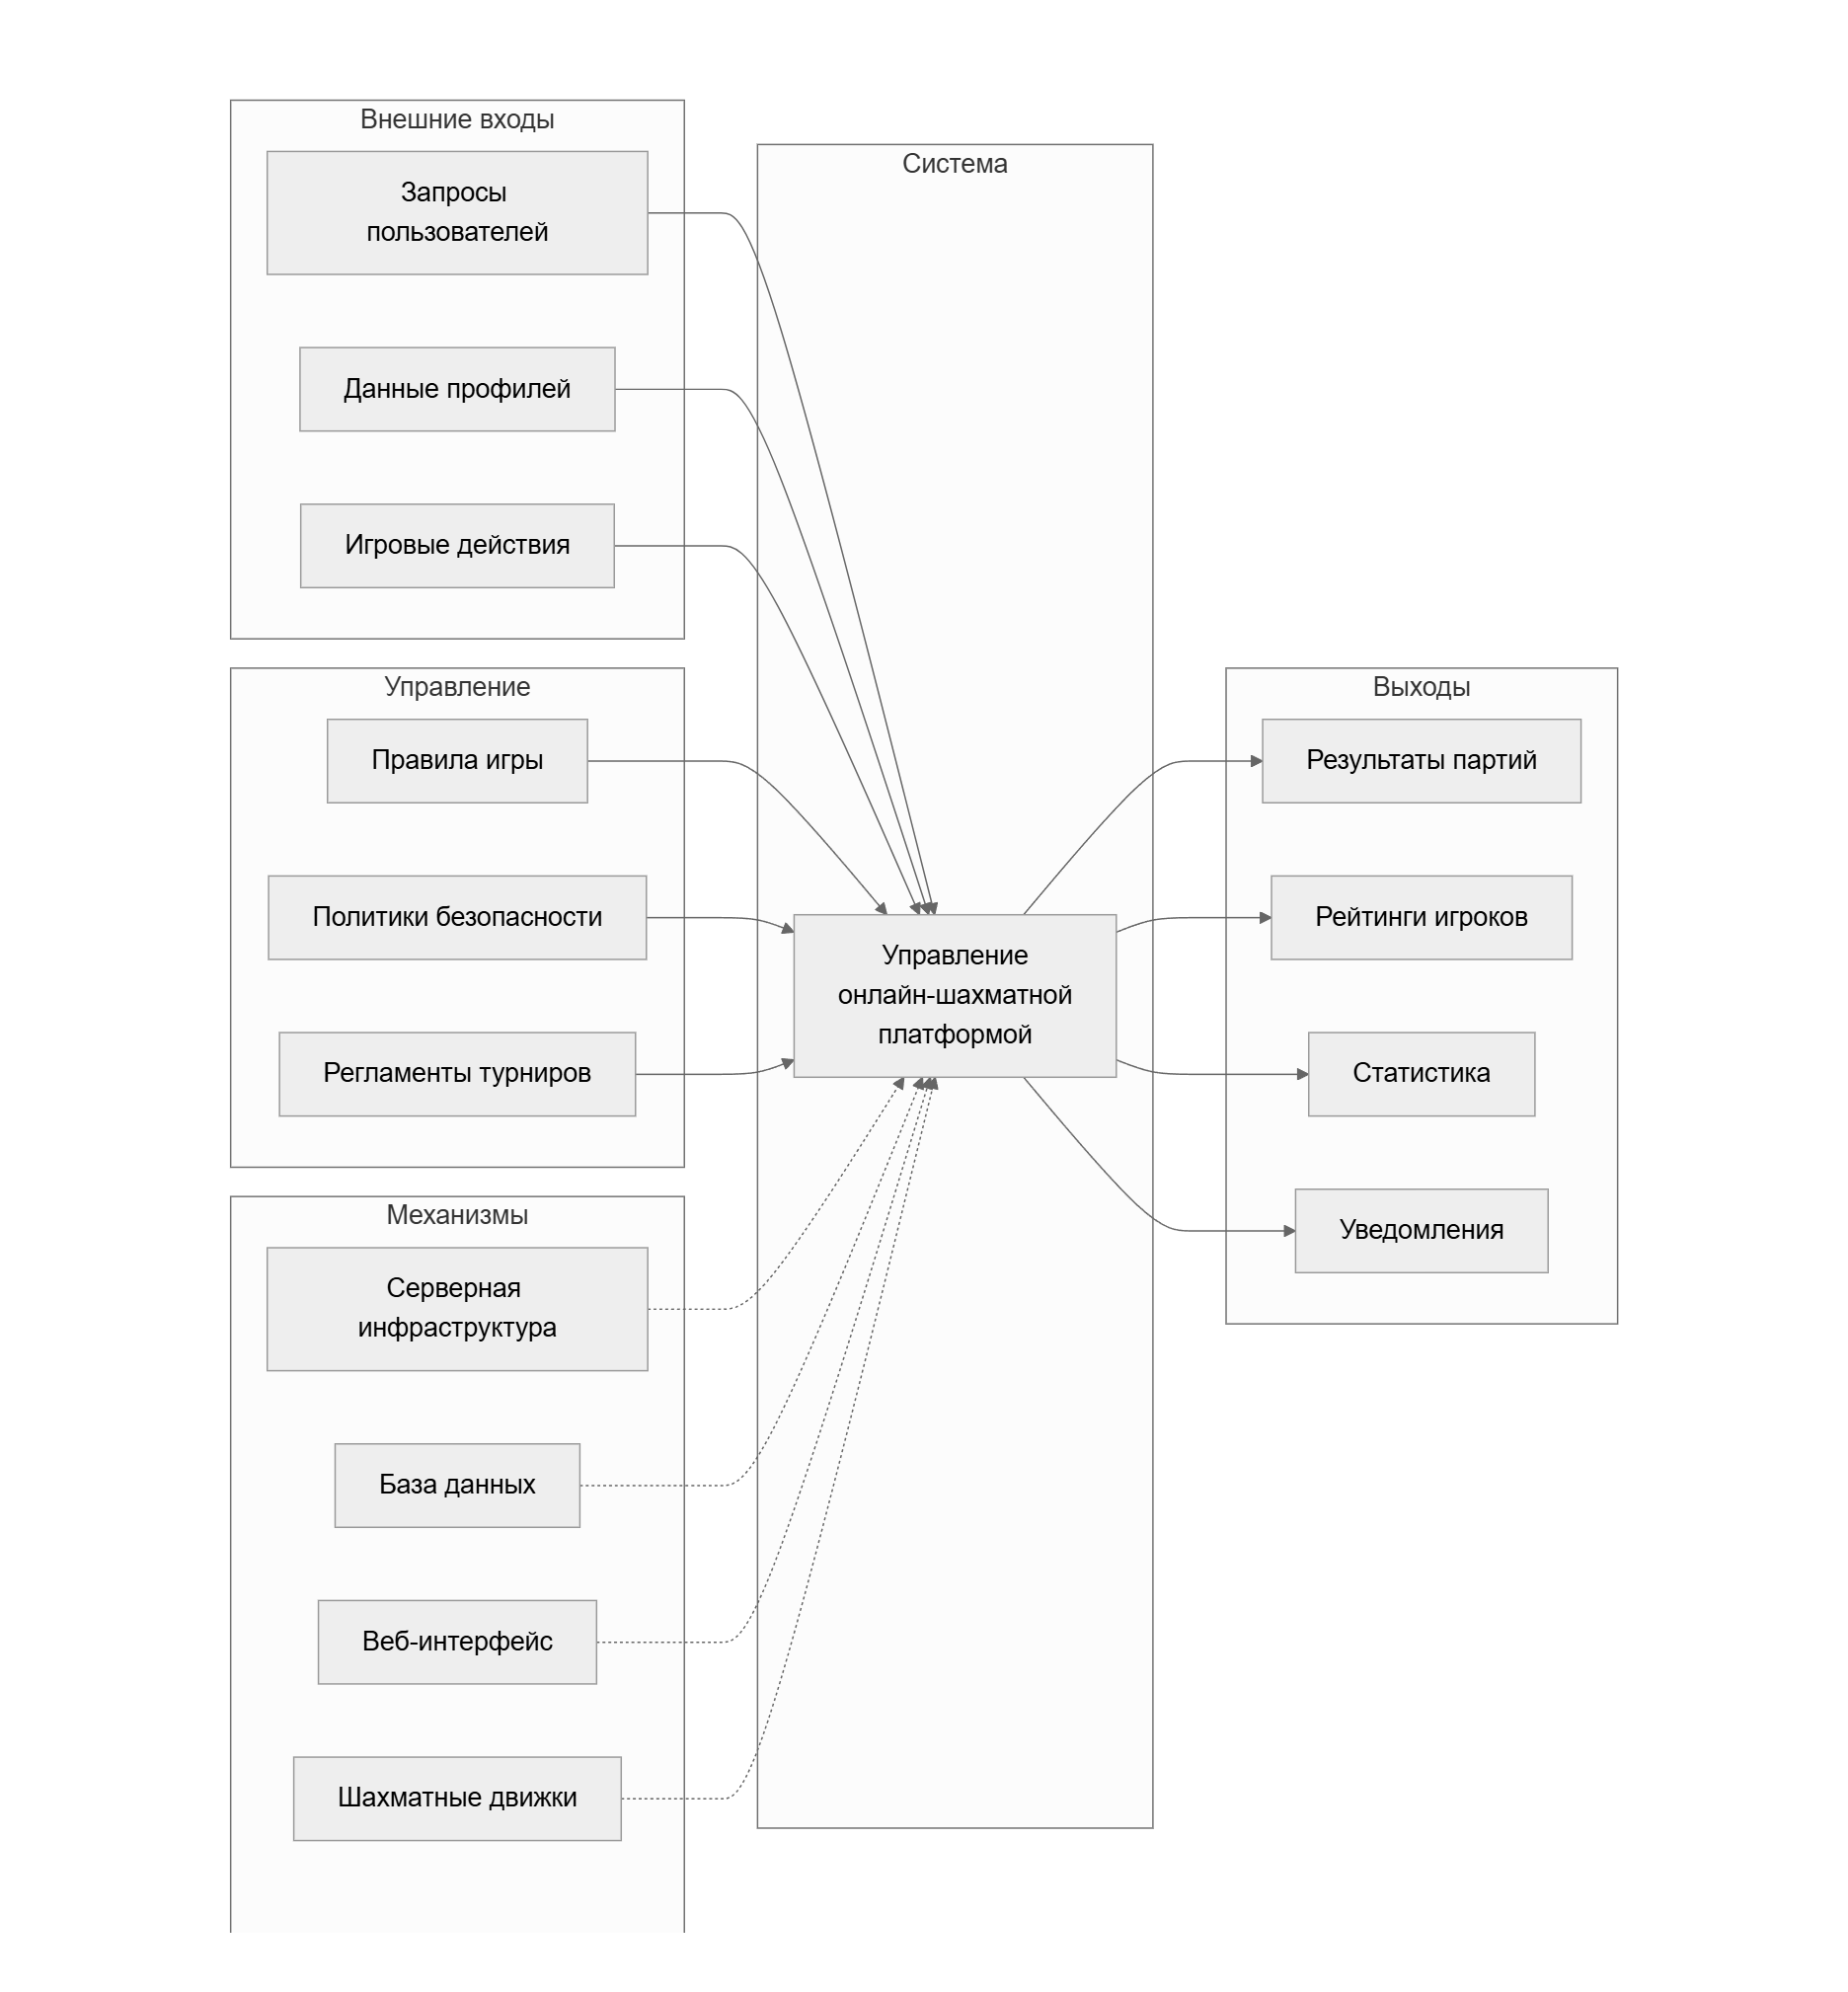 Внешние входы
Запросы
пользователей
Данные профилей
Игровые действия
Управление
Правила игры
Политики безопасности
Регламенты турниров
Механизмы
Серверная
инфраструктура
База данных
Веб-интерфейс
Шахматные движки
Система
Управление
онлайн-шахматной
платформой
Выходы
Результаты партий
Рейтинги игроков
Статистика
Уведомления